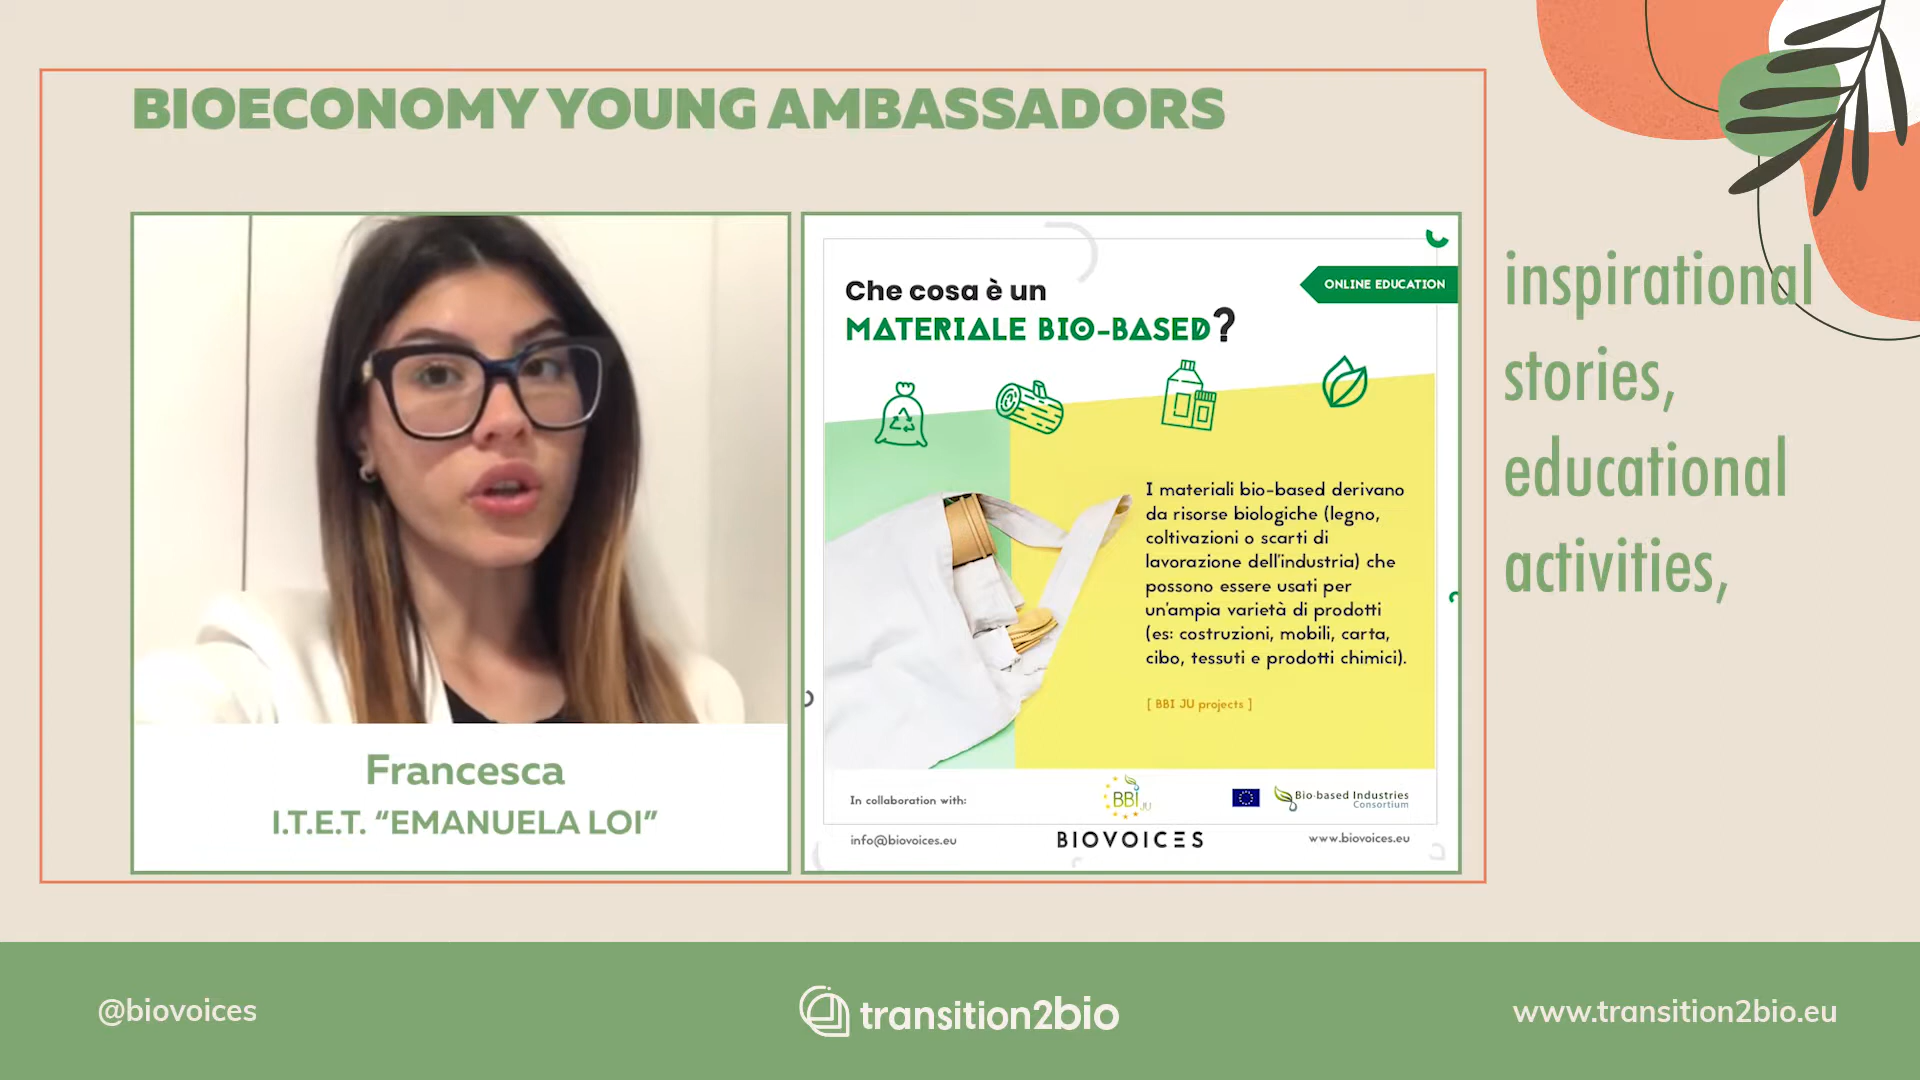 BIOECONOMY YOUNG AMBASSADORS
Francesca
I.T.E.T. “EMANUELA LOI”
ONLINE EDUCATION
Che cosa è un
MATERIALE BIO-BASED?
I materiali bio-based derivano
da risorse biologiche (legno,
coltivazioni o scarti di
lavorazione dell'industria) che
possono essere usati per
un'ampia varietà di prodotti
(es: costruzioni, mobili, carta,
cibo, tessuti e prodotti chimici).
[ BBI JU projects ]
In collaboration with:
BBI JU
Bio-based Industries
Consortium
info@biovoices.eu
BIOVOICES
www.biovoices.eu
inspirational
stories,
educational
activities,
@biovoices
transition2bio
www.transition2bio.eu